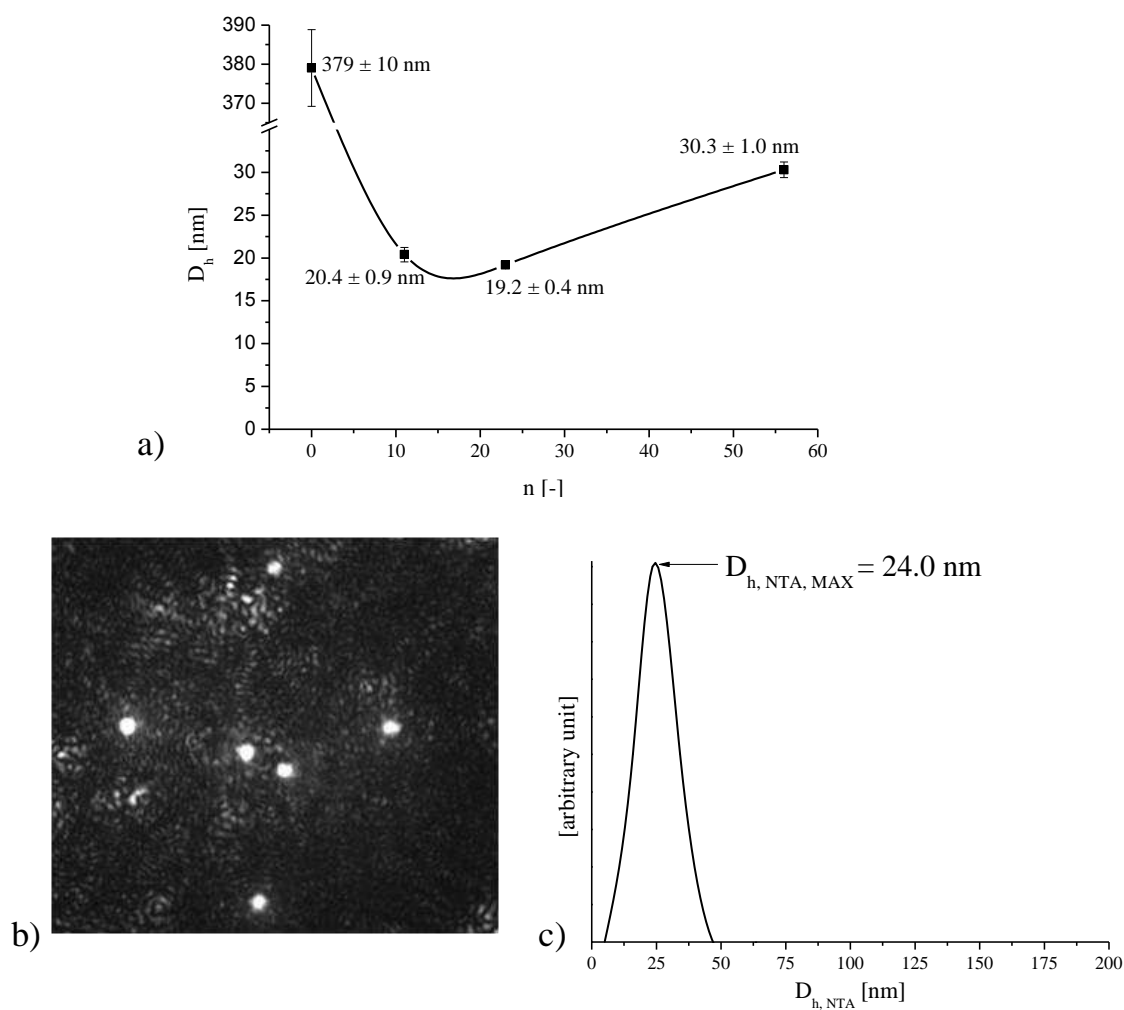 390
380
370
30
25
20
15
10
5
0
D_h [nm]
379 ± 10 nm
20.4 ± 0.9 nm
19.2 ± 0.4 nm
30.3 ± 1.0 nm
0 10 20 30 40 50 60
n [-]
a)
b)
c)
[arbitrary unit]
D_h, NTA, MAX = 24.0 nm
0 25 50 75 100 125 150 175 200
D_h, NTA [nm]